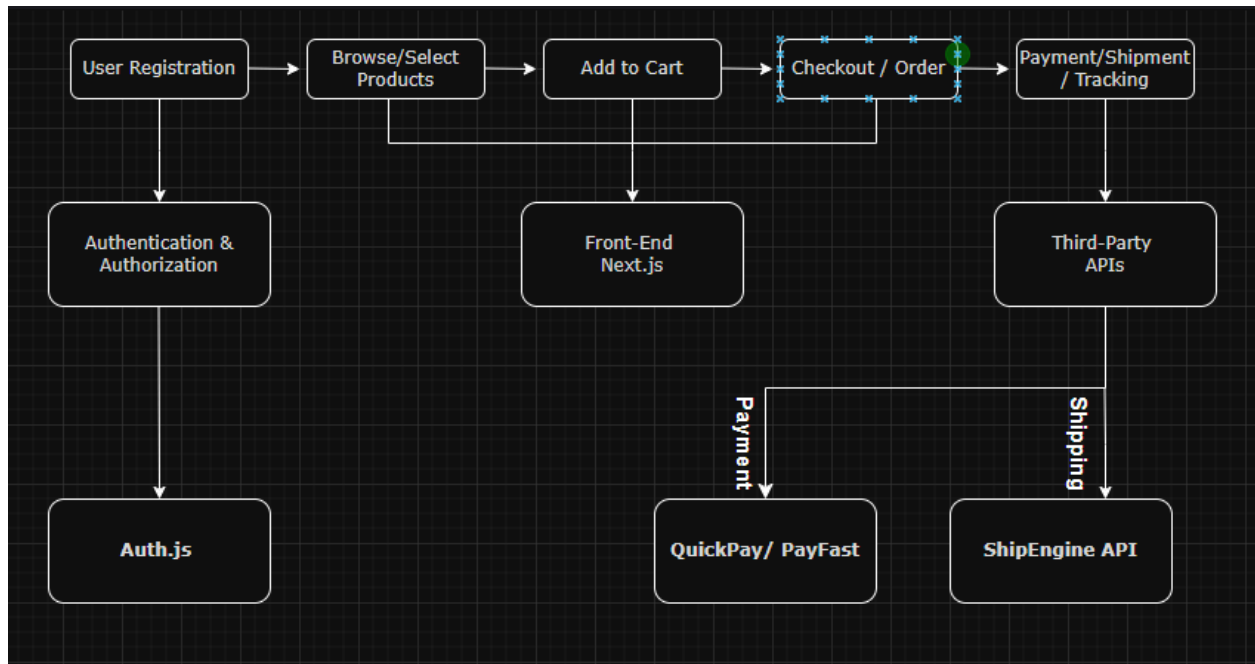 User Registration
Browse/Select
Products
Add to Cart
Checkout / Order
Payment/Shipment
/ Tracking
Authentication &
Authorization
Front-End
Next.js
Third-Party
APIs
Payment
Shipping
Auth.js
QuickPay/ PayFast
ShipEngine API